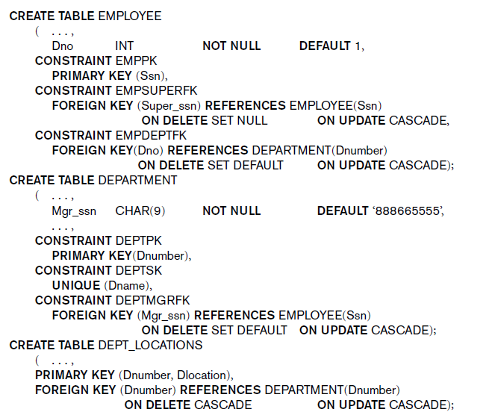 CREATE TABLE EMPLOYEE
( ...,
Dno INT NOT NULL DEFAULT 1,
CONSTRAINT EMPPK
PRIMARY KEY (Ssn),
CONSTRAINT EMPSUPERFK
FOREIGN KEY (Super_ssn) REFERENCES EMPLOYEE(Ssn)
ON DELETE SET NULL ON UPDATE CASCADE,
CONSTRAINT EMPDEPTFK
FOREIGN KEY(Dno) REFERENCES DEPARTMENT(Dnumber)
ON DELETE SET DEFAULT ON UPDATE CASCADE);
CREATE TABLE DEPARTMENT
( ...,
Mgr_ssn CHAR(9) NOT NULL DEFAULT ‘888665555’,
...,
CONSTRAINT DEPTPK
PRIMARY KEY(Dnumber),
CONSTRAINT DEPTSK
UNIQUE (Dname),
CONSTRAINT DEPTMGRFK
FOREIGN KEY (Mgr_ssn) REFERENCES EMPLOYEE(Ssn)
ON DELETE SET DEFAULT ON UPDATE CASCADE);
CREATE TABLE DEPT_LOCATIONS
( ...,
PRIMARY KEY (Dnumber, Dlocation),
FOREIGN KEY (Dnumber) REFERENCES DEPARTMENT(Dnumber)
ON DELETE CASCADE ON UPDATE CASCADE);